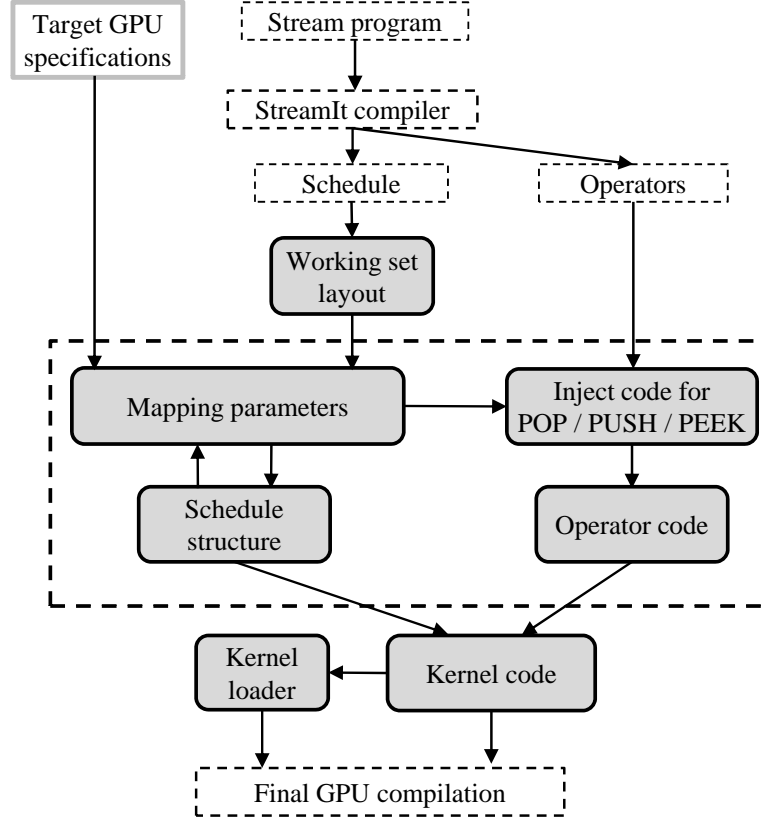 Target GPU
specifications
Stream program
StreamIt compiler
Schedule
Operators
Working set
layout
Mapping parameters
Inject code for
POP / PUSH / PEEK
Schedule
structure
Operator code
Kernel
loader
Kernel code
Final GPU compilation